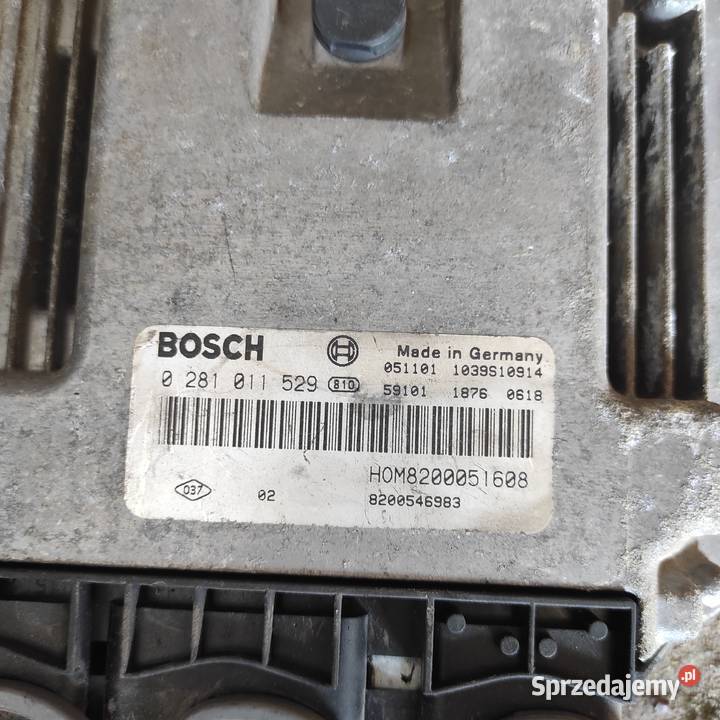 BOSCH
Made in Germany
051101 1039S10914
0 281 011 529 810 59101 1876 0618
HOM8200051608
037 02 8200546983
Sprzedajemy.pl